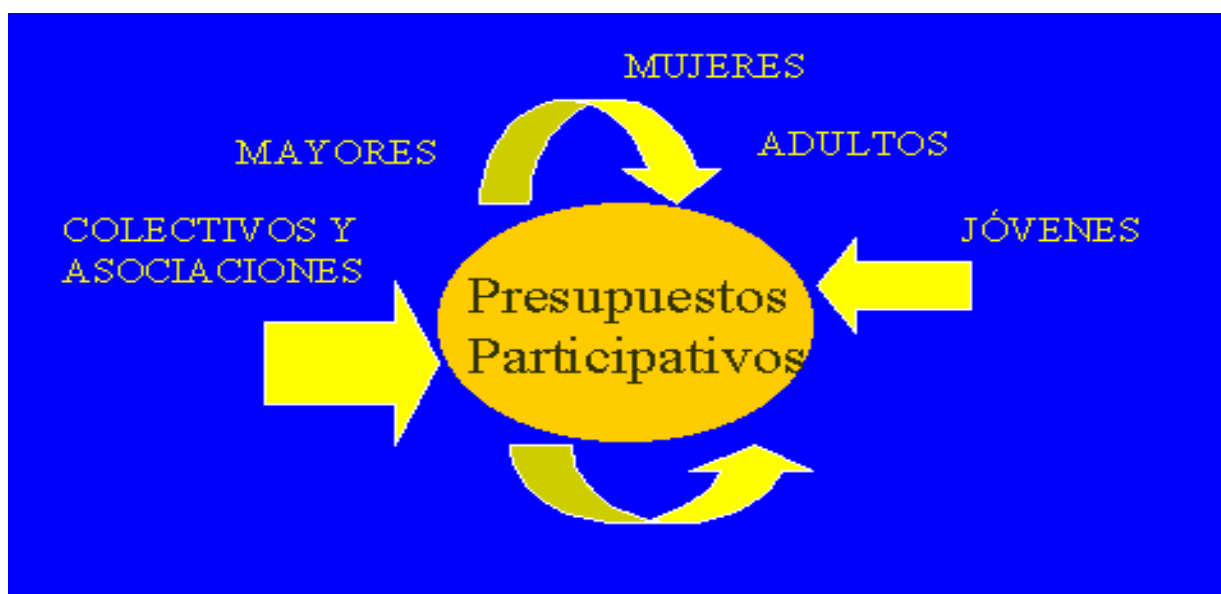 MUJERES
MAYORES
ADULTOS
COLECTIVOS Y
ASOCIACIONES
JÓVENES
Presupuestos
Participativos